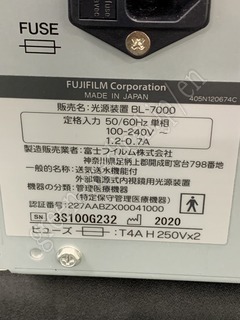 FUSE
405N120674C
FUJIFILM Corporation
MADE IN JAPAN
販売名:光源装置 BL-7000
定格入力 50/60Hz 単相
100-240V ~
1.2-0.7A
製造販売業者:富士フイルム株式会社
神奈川県足柄上郡開成町宮台798番地
一般的名称:送気送水機能付
外部電源式内視鏡用光源装置
機器の分類:管理医療機器
(特定保守管理医療機器)
認証番号:227AABZX00041000
SN 3S100G232 2020
ヒューズ :T4A H 250V×2